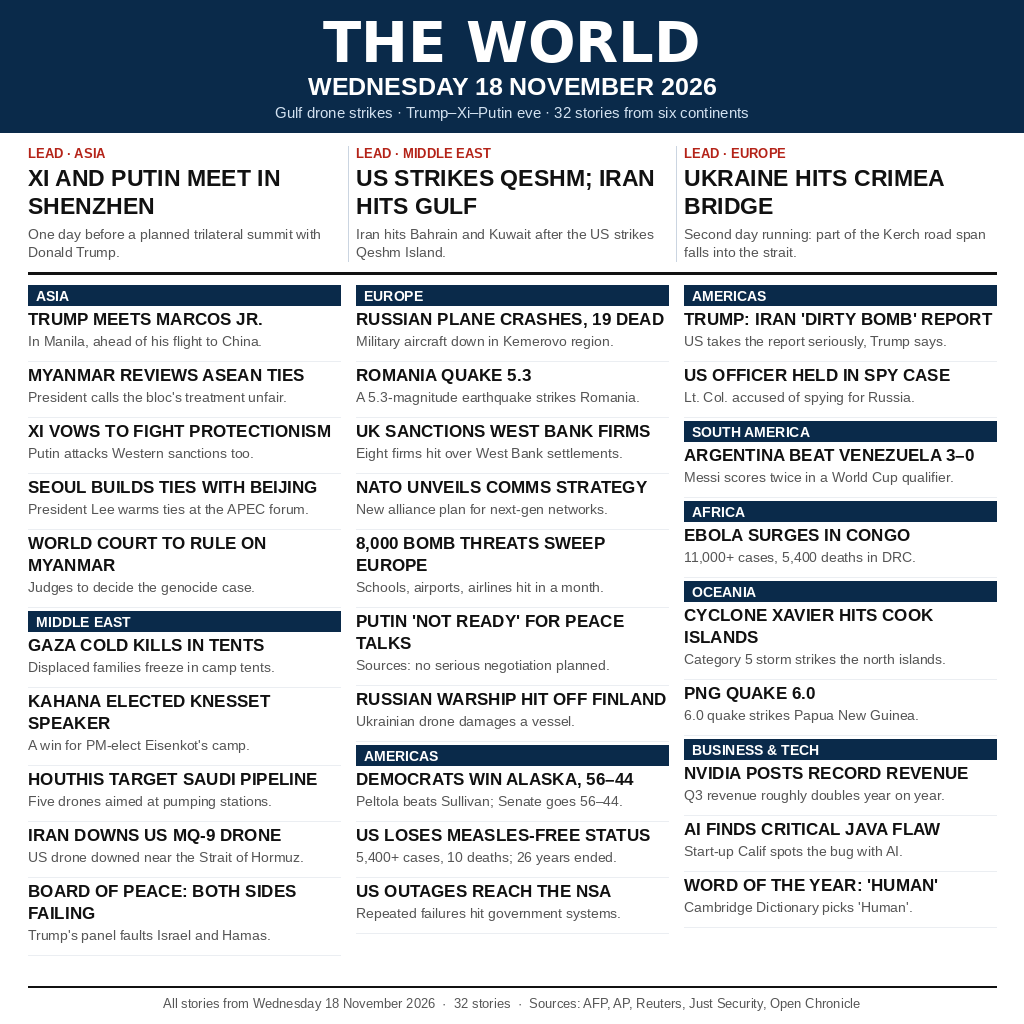 THE WORLD
WEDNESDAY 18 NOVEMBER 2026
Gulf drone strikes · Trump–Xi–Putin eve · 32 stories from six continents
LEAD · ASIA
XI AND PUTIN MEET IN
SHENZHEN
One day before a planned trilateral summit with
Donald Trump.
LEAD · MIDDLE EAST
US STRIKES QESHM; IRAN
HITS GULF
Iran hits Bahrain and Kuwait after the US strikes
Qeshm Island.
LEAD · EUROPE
UKRAINE HITS CRIMEA
BRIDGE
Second day running: part of the Kerch road span
falls into the strait.
ASIA
TRUMP MEETS MARCOS JR.
In Manila, ahead of his flight to China.
MYANMAR REVIEWS ASEAN TIES
President calls the bloc's treatment unfair.
XI VOWS TO FIGHT PROTECTIONISM
Putin attacks Western sanctions too.
SEOUL BUILDS TIES WITH BEIJING
President Lee warms ties at the APEC forum.
WORLD COURT TO RULE ON
MYANMAR
Judges to decide the genocide case.
MIDDLE EAST
GAZA COLD KILLS IN TENTS
Displaced families freeze in camp tents.
KAHANA ELECTED KNESSET
SPEAKER
A win for PM-elect Eisenkot's camp.
HOUTHIS TARGET SAUDI PIPELINE
Five drones aimed at pumping stations.
IRAN DOWNS US MQ-9 DRONE
US drone downed near the Strait of Hormuz.
BOARD OF PEACE: BOTH SIDES
FAILING
Trump's panel faults Israel and Hamas.
EUROPE
RUSSIAN PLANE CRASHES, 19 DEAD
Military aircraft down in Kemerovo region.
ROMANIA QUAKE 5.3
A 5.3-magnitude earthquake strikes Romania.
UK SANCTIONS WEST BANK FIRMS
Eight firms hit over West Bank settlements.
NATO UNVEILS COMMS STRATEGY
New alliance plan for next-gen networks.
8,000 BOMB THREATS SWEEP
EUROPE
Schools, airports, airlines hit in a month.
PUTIN 'NOT READY' FOR PEACE
TALKS
Sources: no serious negotiation planned.
RUSSIAN WARSHIP HIT OFF FINLAND
Ukrainian drone damages a vessel.
AMERICAS
DEMOCRATS WIN ALASKA, 56–44
Peltola beats Sullivan; Senate goes 56–44.
US LOSES MEASLES-FREE STATUS
5,400+ cases, 10 deaths; 26 years ended.
US OUTAGES REACH THE NSA
Repeated failures hit government systems.
AMERICAS
TRUMP: IRAN 'DIRTY BOMB' REPORT
US takes the report seriously, Trump says.
US OFFICER HELD IN SPY CASE
Lt. Col. accused of spying for Russia.
SOUTH AMERICA
ARGENTINA BEAT VENEZUELA 3–0
Messi scores twice in a World Cup qualifier.
AFRICA
EBOLA SURGES IN CONGO
11,000+ cases, 5,400 deaths in DRC.
OCEANIA
CYCLONE XAVIER HITS COOK
ISLANDS
Category 5 storm strikes the north islands.
PNG QUAKE 6.0
6.0 quake strikes Papua New Guinea.
BUSINESS & TECH
NVIDIA POSTS RECORD REVENUE
Q3 revenue roughly doubles year on year.
AI FINDS CRITICAL JAVA FLAW
Start-up Calif spots the bug with AI.
WORD OF THE YEAR: 'HUMAN'
Cambridge Dictionary picks 'Human'.
All stories from Wednesday 18 November 2026 · 32 stories · Sources: AFP, AP, Reuters, Just Security, Open Chronicle